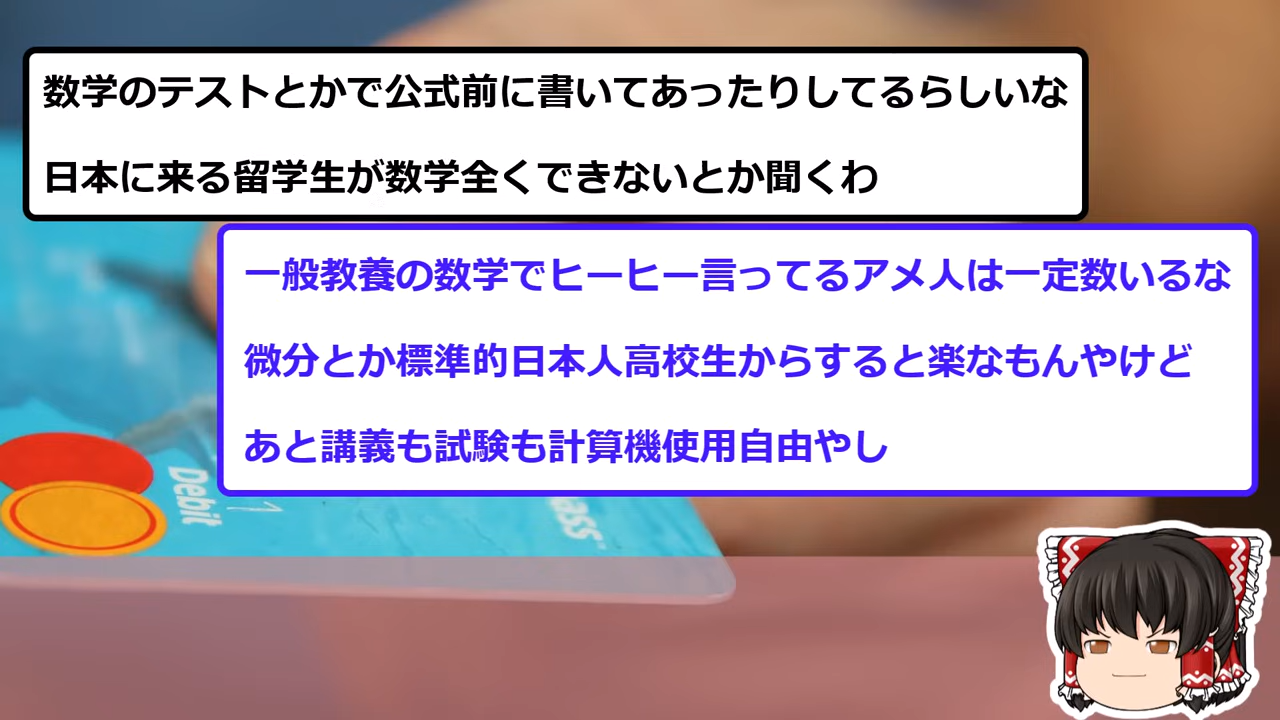 数学のテストとかで公式前に書いてあったりしてるらしいな
日本に来る留学生が数学全くできないとか聞くわ
一般教養の数学でヒーヒー言ってるアメ人は一定数いるな
微分とか標準的日本人高校生からすると楽なもんやけど
あと講義も試験も計算機使用自由やし
Debit